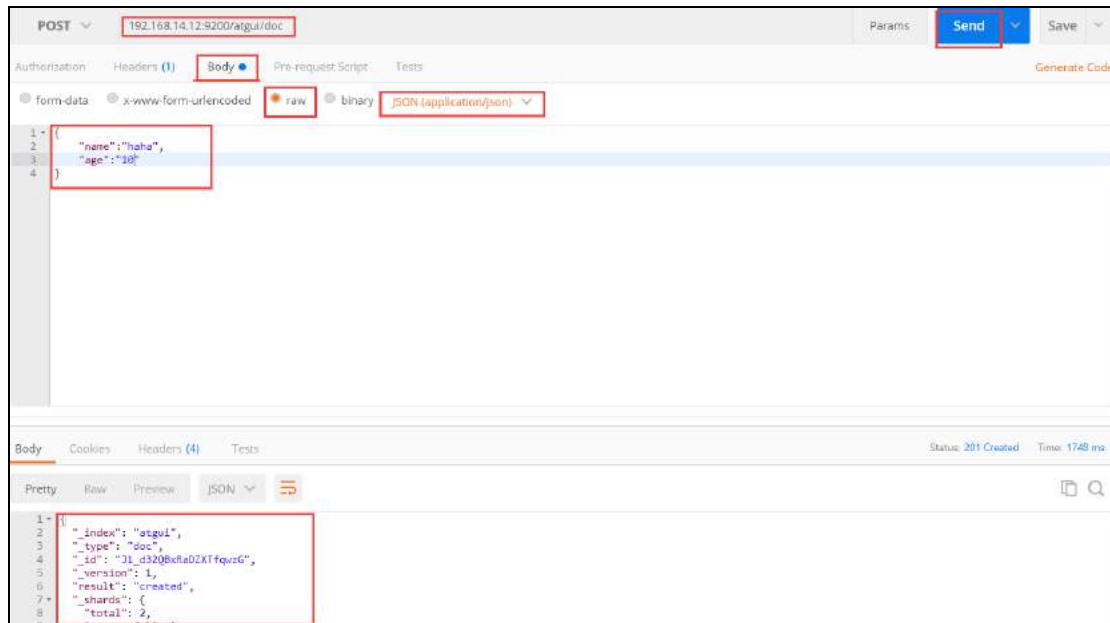 POST 192.168.14.12:9200/atgui/doc Params Send Save
Authorization Headers (1) Body Pre-request Script Tests Generate Code
form-data x-www-form-urlencoded raw binary JSON (application/json)
1 {
2 "name":"haha",
3 "age":"10"
4 }
Body Cookies Headers (4) Tests Status: 201 Created Time: 1748 ms
Pretty Raw Preview JSON
1 {
2 "_index": "atgui",
3 "_type": "doc",
4
5 "_version": 1,
6 "result": "created",
7 "_shards": {
8 "total": 2,